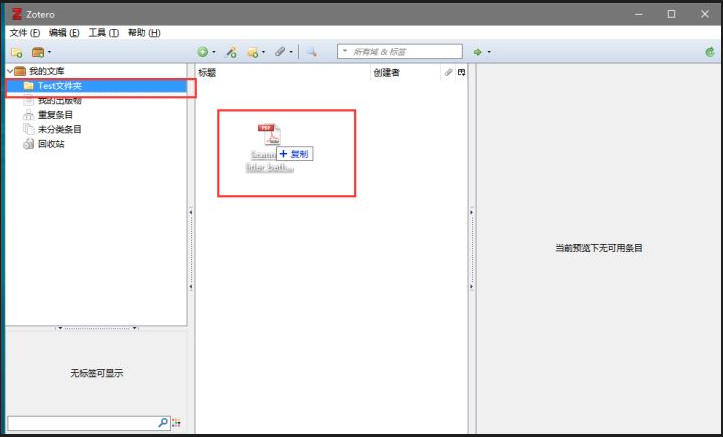 Zotero
文件 (F) 编辑 (E) 工具 (T) 帮助 (H)
所有域 & 标签
我的文库
Test文件夹
我的出版物
重复条目
未分类条目
回收站
标题
创建者
PDF
复制
当前预览下无可用条目
无标签可显示